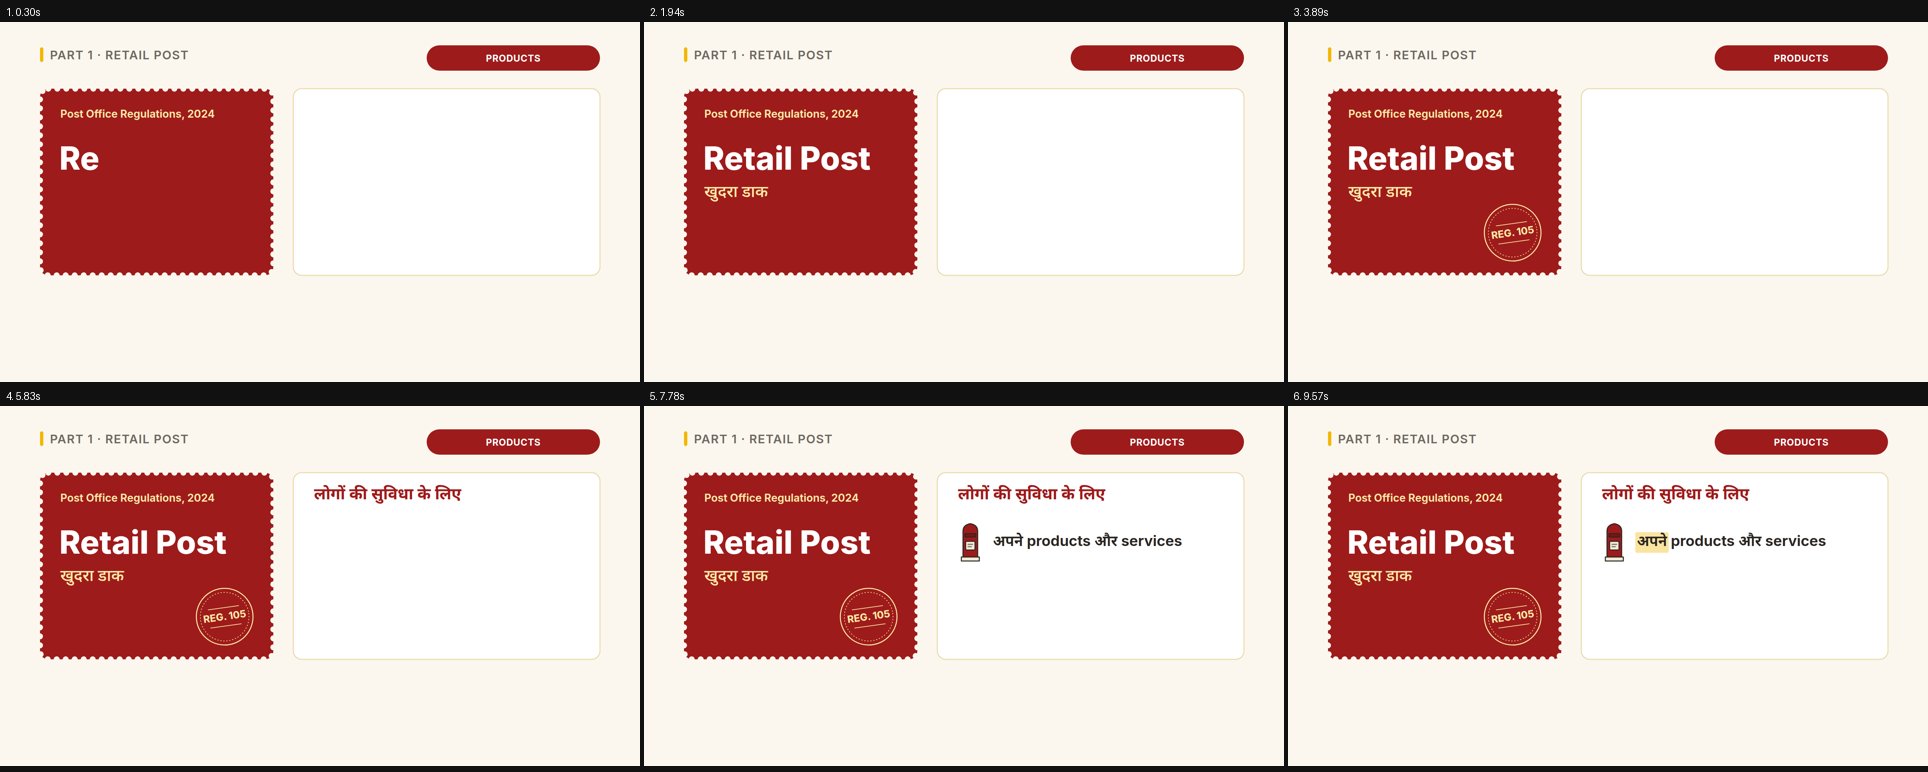 1. 0.30s
PART 1 · RETAIL POST
PRODUCTS
Post Office Regulations, 2024
Re
2. 1.94s
PART 1 · RETAIL POST
PRODUCTS
Post Office Regulations, 2024
Retail Post
खुदरा डाक
3. 3.89s
PART 1 · RETAIL POST
PRODUCTS
Post Office Regulations, 2024
Retail Post
खुदरा डाक
REG. 105
4. 5.83s
PART 1 · RETAIL POST
PRODUCTS
Post Office Regulations, 2024
Retail Post
खुदरा डाक
REG. 105
लोगों की सुविधा के लिए
5. 7.78s
PART 1 · RETAIL POST
PRODUCTS
Post Office Regulations, 2024
Retail Post
खुदरा डाक
REG. 105
लोगों की सुविधा के लिए
अपने products और services
6. 9.57s
PART 1 · RETAIL POST
PRODUCTS
Post Office Regulations, 2024
Retail Post
खुदरा डाक
REG. 105
लोगों की सुविधा के लिए
अपने products और services